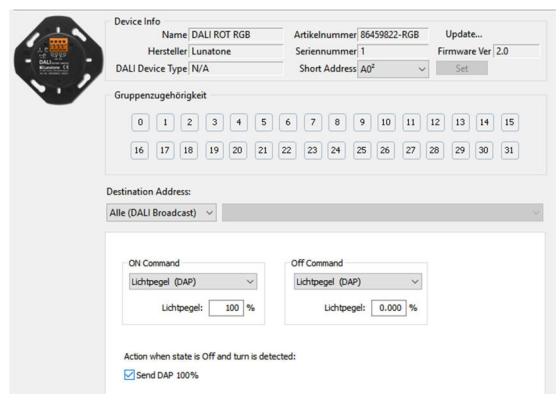 Device Info
Name DALI ROT RGB Artikelnummer 86459822-RGB Update...
Hersteller Lunatone Seriennummer 1 Firmware Ver 2.0
DALI Device Type N/A Short Address A0² Set
Gruppenzugehörigkeit
0 1 2 3 4 5 6 7 8 9 10 11 12 13 14 15
16 17 18 19 20 21 22 23 24 25 26 27 28 29 30 31
Destination Address:
Alle (DALI Broadcast)
ON Command Off Command
Lichtpegel (DAP) Lichtpegel (DAP)
Lichtpegel: 100 % Lichtpegel: 0.000 %
Action when state is Off and turn is detected:
Send DAP 100%
DALI
Lunatone